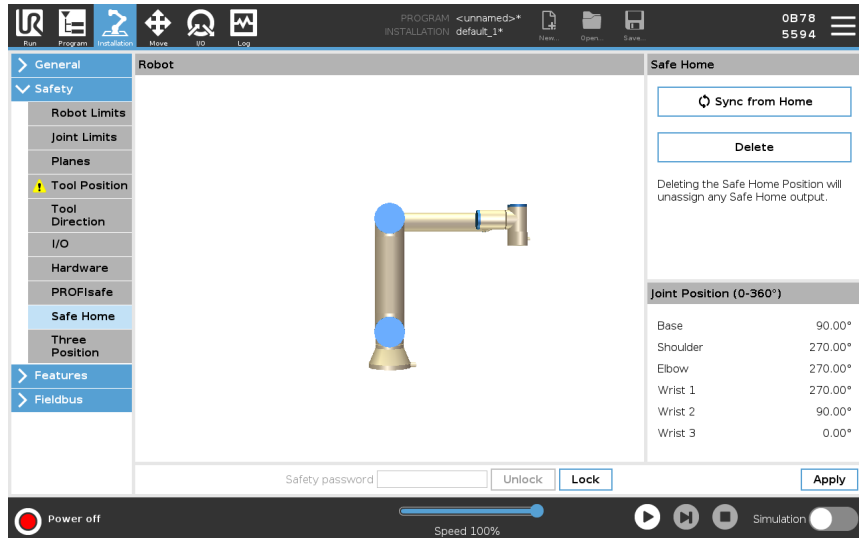 UR
Run
Program
Installation
Move
I/O
Log
PROGRAM <unnamed>*
INSTALLATION default_1*
New...
Open...
Save...
0B78
5594
General
Safety
Robot Limits
Joint Limits
Planes
Tool Position
Tool
Direction
I/O
Hardware
PROFIsafe
Safe Home
Three
Position
Features
Fieldbus
Robot
Safe Home
Sync from Home
Delete
Deleting the Safe Home Position will
unassign any Safe Home output.
Joint Position (0-360°)
Base 90.00°
Shoulder 270.00°
Elbow 270.00°
Wrist 1 270.00°
Wrist 2 90.00°
Wrist 3 0.00°
Safety password Unlock Lock Apply
Power off
Speed 100%
Simulation